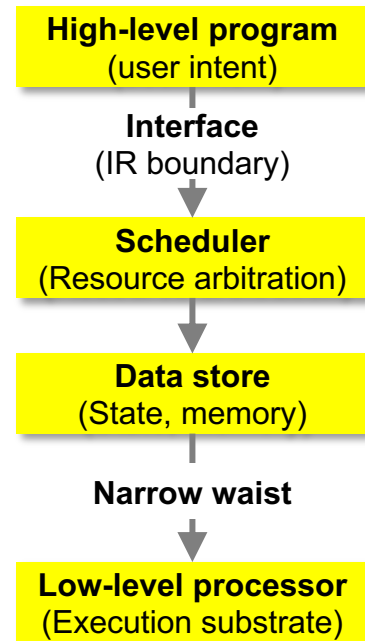 High-level program
(user intent)
Interface
(IR boundary)
Scheduler
(Resource arbitration)
Data store
(State, memory)
Narrow waist
Low-level processor
(Execution substrate)